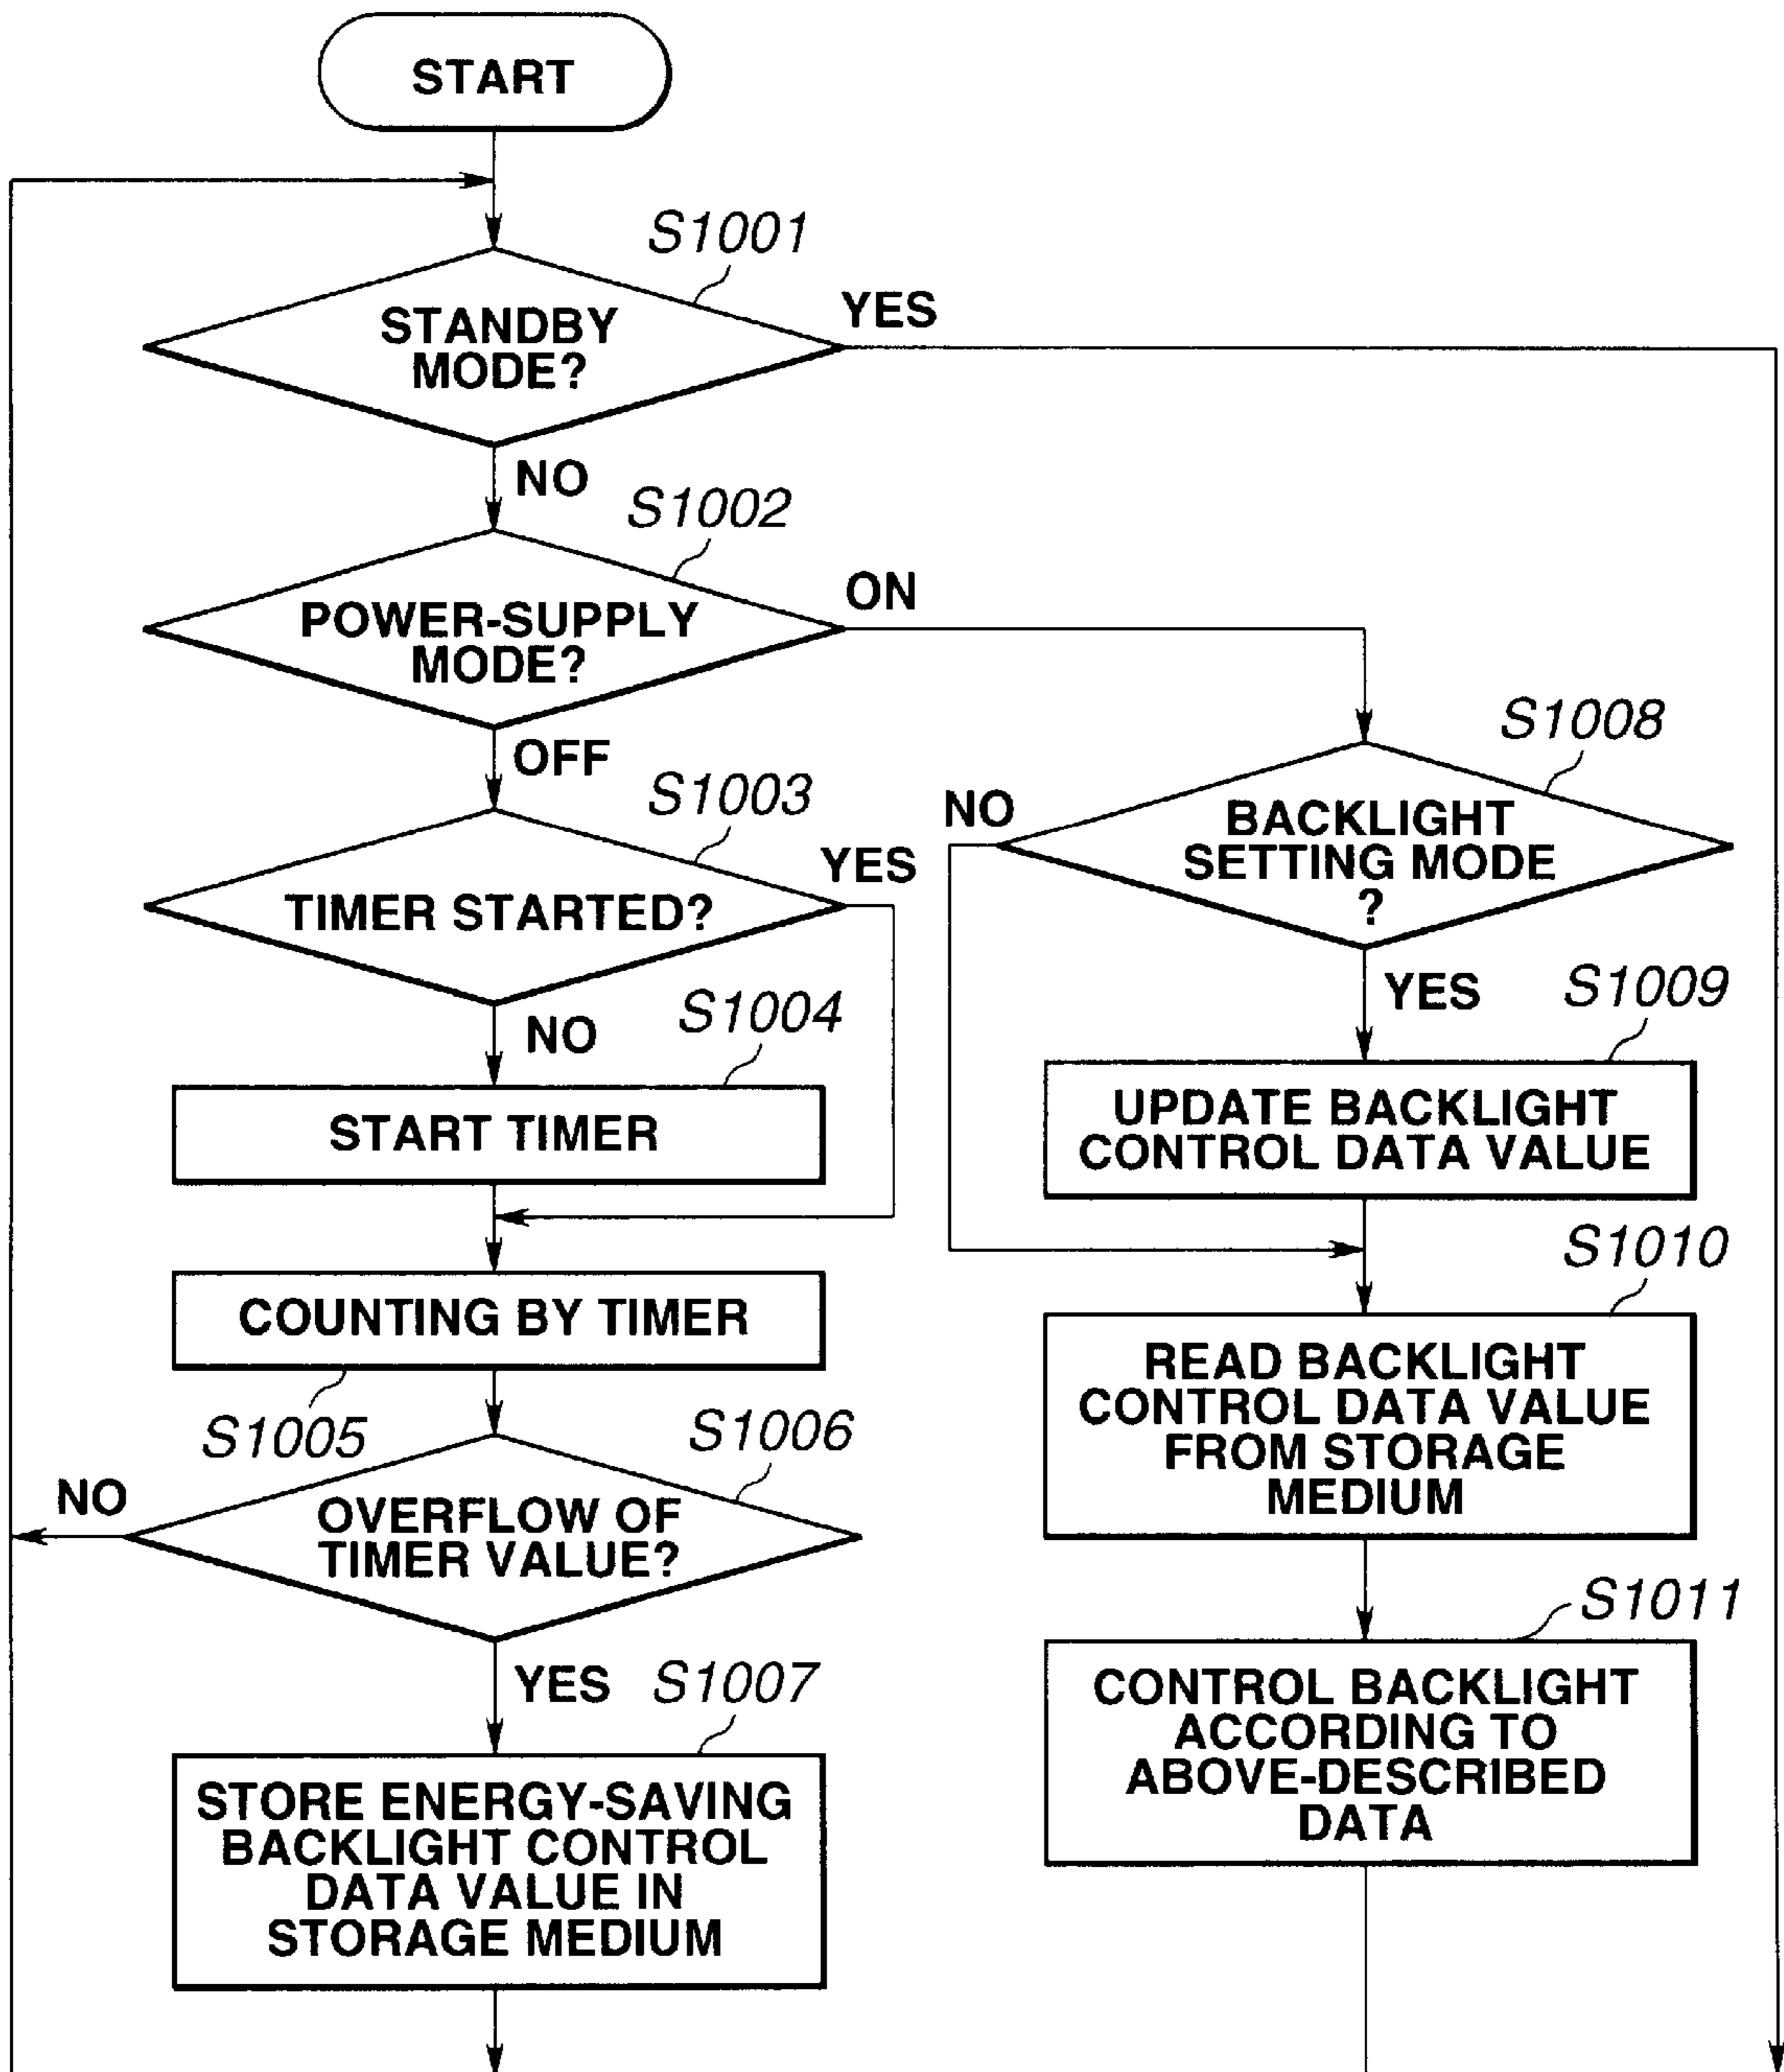 START
S1001
STANDBY
MODE?
YES
NO
S1002
POWER-SUPPLY
MODE?
ON
OFF
S1003
TIMER STARTED?
YES
NO
S1004
START TIMER
COUNTING BY TIMER
S1005
S1006
OVERFLOW OF
TIMER VALUE?
NO
YES
S1007
STORE ENERGY-SAVING
BACKLIGHT CONTROL
DATA VALUE IN
STORAGE MEDIUM
S1008
BACKLIGHT
SETTING MODE
?
NO
YES
S1009
UPDATE BACKLIGHT
CONTROL DATA VALUE
S1010
READ BACKLIGHT
CONTROL DATA VALUE
FROM STORAGE
MEDIUM
S1011
CONTROL BACKLIGHT
ACCORDING TO
ABOVE-DESCRIBED
DATA